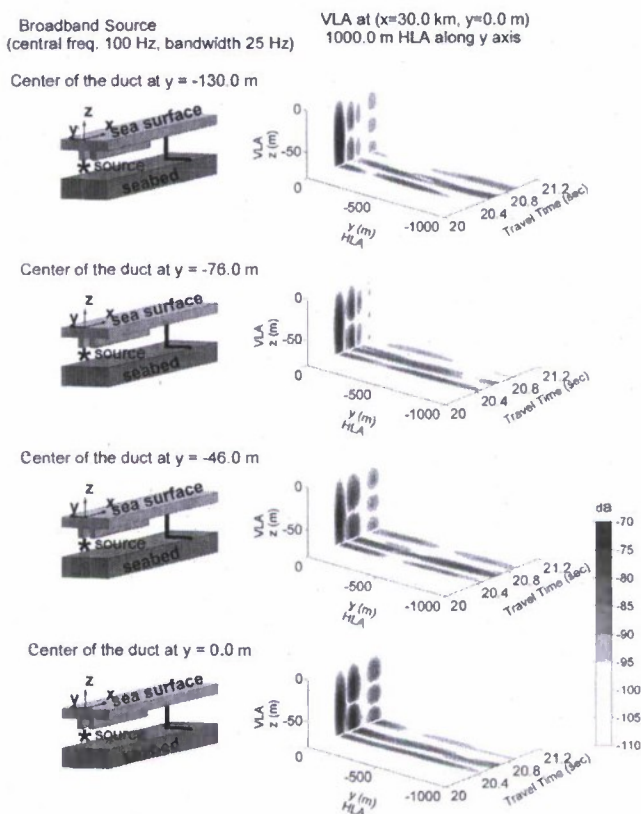 Broadband Source
(central freq. 100 Hz, bandwidth 25 Hz)
VLA at (x=30.0 km, y=0.0 m)
1000.0 m HLA along y axis
Center of the duct at y = -130.0 m
z
y
x
sea surface
source
seabed
VLA
z (m)
0
-50
0
-500
-1000
y (m)
HLA
20
20.4
20.8
21.2
Travel Time (sec)
Center of the duct at y = -76.0 m
z
y
x
sea surface
source
seabed
VLA
z (m)
0
-50
0
-500
-1000
y (m)
HLA
20
20.4
20.8
21.2
Travel Time (sec)
Center of the duct at y = -46.0 m
z
y
x
sea surface
source
seabed
VLA
z (m)
0
-50
0
-500
-1000
y (m)
HLA
20
20.4
20.8
21.2
Travel Time (sec)
Center of the duct at y = 0.0 m
z
y
x
sea surface
source
seabed
VLA
z (m)
0
-50
0
-500
-1000
y (m)
HLA
20
20.4
20.8
21.2
Travel Time (sec)
dB
-70
-75
-80
-85
-90
-95
-100
-105
-110